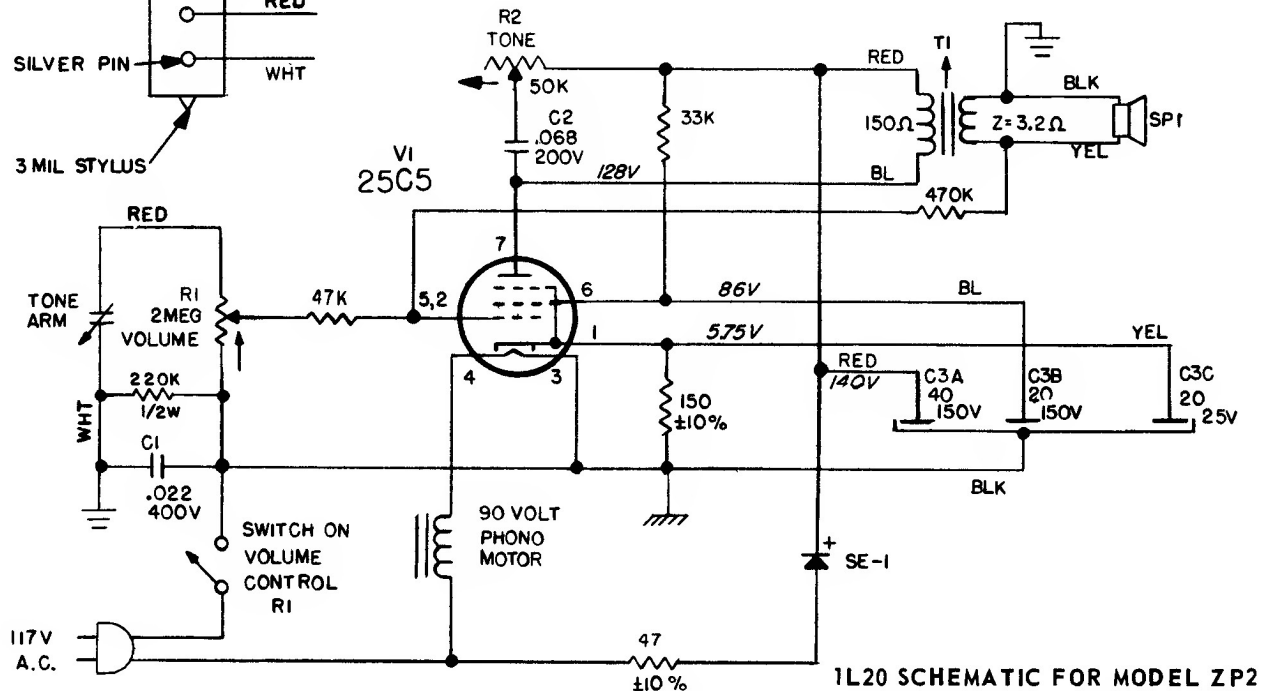 RED
SILVER PIN
WHT
3 MIL STYLUS
R2
TONE
50K
C2
.068
200V
V1
25C5
33K
RED
T1
150Ω
Z=3.2Ω
BLK
SP1
YEL
128V
BL
470K
RED
TONE
ARM
R1
2MEG
VOLUME
47K
5,2
7
6
86V
BL
1
5.75V
YEL
4
3
RED
140V
C3A
40
150V
C3B
20
150V
C3C
20
25V
220K
1/2W
WHT
C1
.022
400V
150
±10%
BLK
SWITCH ON
VOLUME
CONTROL
R1
90 VOLT
PHONO
MOTOR
+
SE-1
117V
A.C.
47
±10%
1L20 SCHEMATIC FOR MODEL ZP2